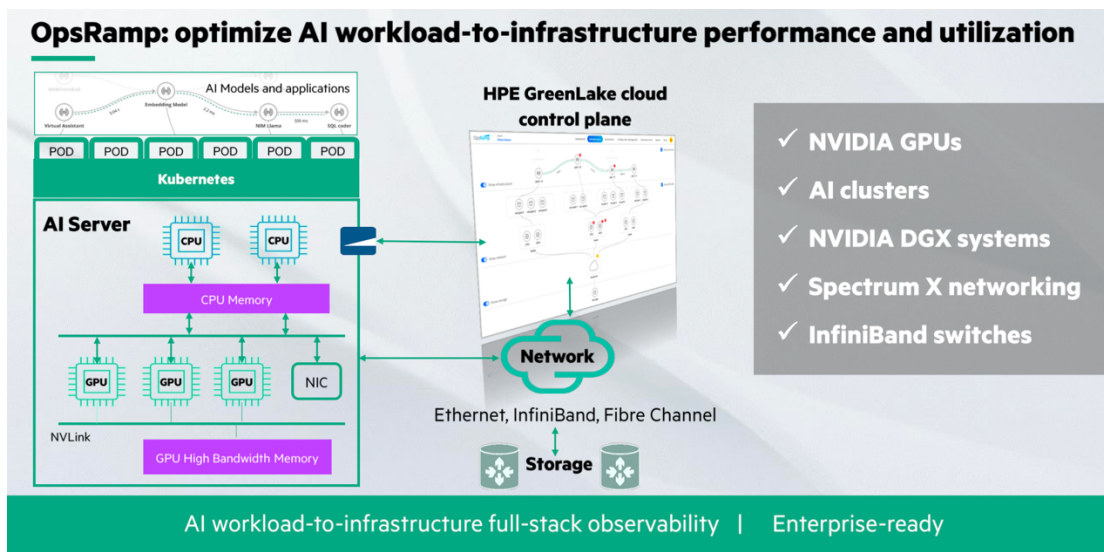 OpsRamp: optimize AI workload-to-infrastructure performance and utilization
AI Models and applications
Embedding Model
Virtual Assistant
NIM Llama
SQL coder
POD POD POD POD POD POD
Kubernetes
AI Server
CPU CPU
CPU Memory
GPU GPU GPU NIC
NVLink
GPU High Bandwidth Memory
HPE GreenLake cloud
control plane
Network
Ethernet, InfiniBand, Fibre Channel
Storage
✓ NVIDIA GPUs
✓ AI clusters
✓ NVIDIA DGX systems
✓ Spectrum X networking
✓ InfiniBand switches
AI workload-to-infrastructure full-stack observability | Enterprise-ready